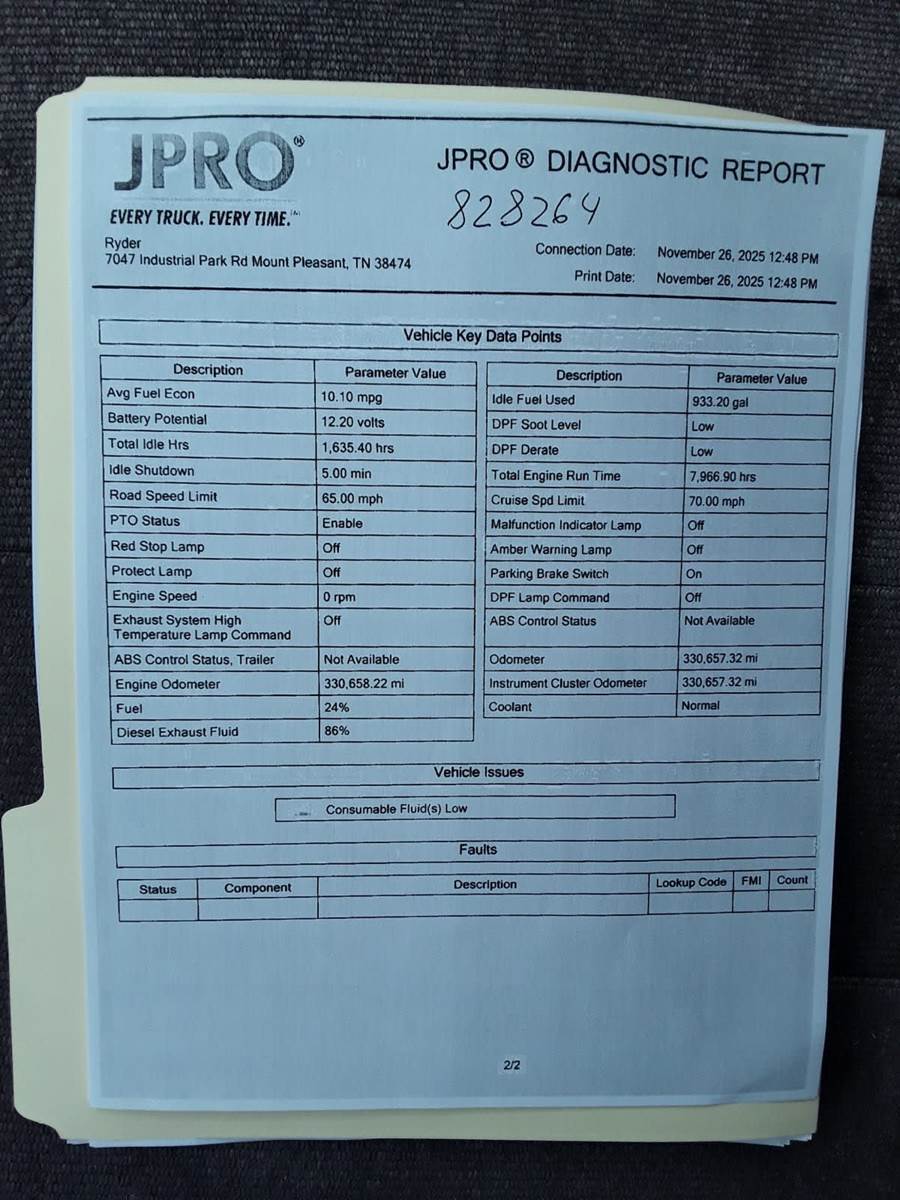 JPRO®
JPRO® DIAGNOSTIC REPORT
EVERY TRUCK. EVERY TIME.
828264
Ryder
7047 Industrial Park Rd Mount Pleasant, TN 38474
Connection Date: November 26, 2025 12:48 PM
Print Date: November 26, 2025 12:48 PM
Vehicle Key Data Points
Description Parameter Value
Avg Fuel Econ 10.10 mpg
Battery Potential 12.20 volts
Total Idle Hrs 1,635.40 hrs
Idle Shutdown 5.00 min
Road Speed Limit 65.00 mph
PTO Status Enable
Red Stop Lamp Off
Protect Lamp Off
Engine Speed 0 rpm
Exhaust System High Off
Temperature Lamp Command
ABS Control Status, Trailer Not Available
Engine Odometer 330,658.22 mi
Fuel 24%
Diesel Exhaust Fluid 86%
Description Parameter Value
Idle Fuel Used 933.20 gal
DPF Soot Level Low
DPF Derate Low
Total Engine Run Time 7,966.90 hrs
Cruise Spd Limit 70.00 mph
Malfunction Indicator Lamp Off
Amber Warning Lamp Off
Parking Brake Switch On
DPF Lamp Command Off
ABS Control Status Not Available
Odometer 330,657.32 mi
Instrument Cluster Odometer 330,657.32 mi
Coolant Normal
Vehicle Issues
Consumable Fluid(s) Low
Faults
Status Component Description Lookup Code FMI Count
2/2